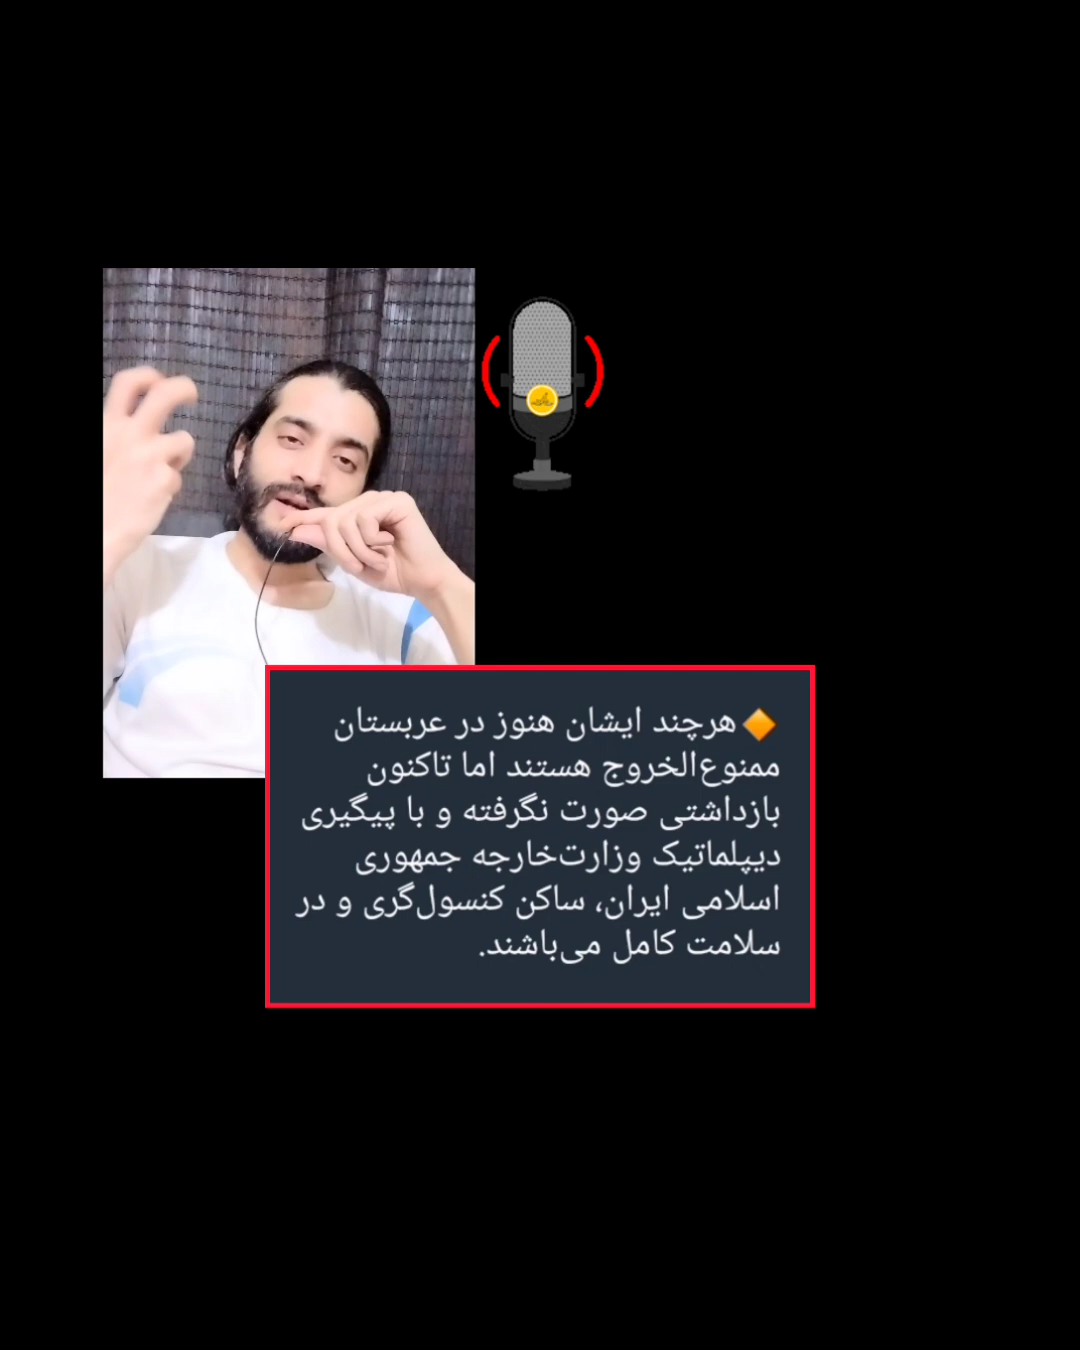 🔶هرچند ایشان هنوز در عربستان
ممنوع‌الخروج هستند اما تاکنون
بازداشتی صورت نگرفته و با پیگیری
دیپلماتیک وزارت‌خارجه جمهوری
اسلامی ایران، ساکن کنسول‌گری و در
سلامت کامل می‌باشند.